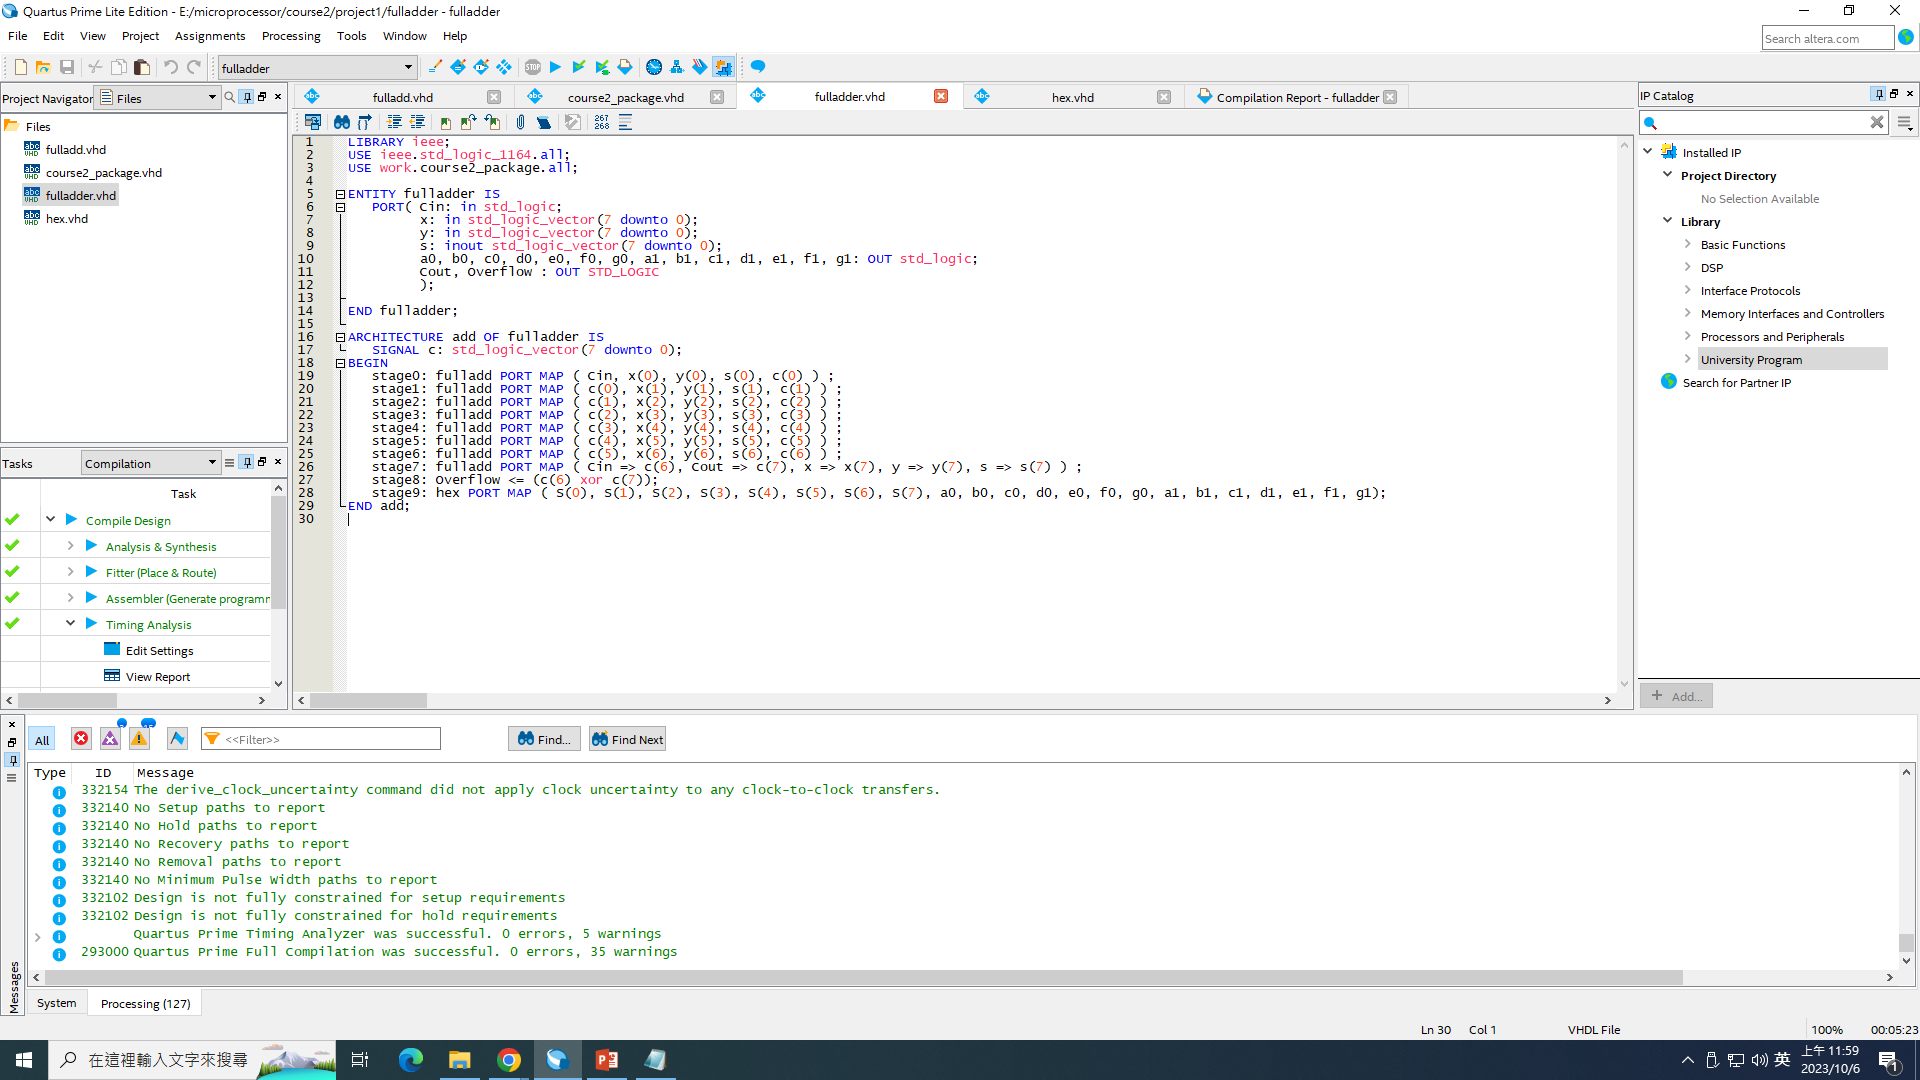 Quartus Prime Lite Edition - E:/microprocessor/course2/project1/fulladder - fulladder
File Edit View Project Assignments Processing Tools Window Help
Search altera.com
fulladder
Project Navigator Files
Files
fulladd.vhd
course2_package.vhd
fulladder.vhd
hex.vhd
Tasks Compilation
Task
Compile Design
Analysis & Synthesis
Fitter (Place & Route)
Assembler (Generate programm
Timing Analysis
Edit Settings
View Report
fulladd.vhd course2_package.vhd fulladder.vhd hex.vhd Compilation Report - fulladder
267
268
1 LIBRARY ieee;
2 USE ieee.std_logic_1164.all;
3 USE work.course2_package.all;
4
5 ENTITY fulladder IS
6 PORT( Cin: in std_logic;
7 x: in std_logic_vector(7 downto 0);
8 y: in std_logic_vector(7 downto 0);
9 s: inout std_logic_vector(7 downto 0);
10 a0, b0, c0, d0, e0, f0, g0, a1, b1, c1, d1, e1, f1, g1: OUT std_logic;
11 Cout, Overflow : OUT STD_LOGIC
12 );
13
14 END fulladder;
15
16 ARCHITECTURE add OF fulladder IS
17 SIGNAL c: std_logic_vector(7 downto 0);
18 BEGIN
19 stage0: fulladd PORT MAP ( Cin, x(0), y(0), s(0), c(0) ) ;
20 stage1: fulladd PORT MAP ( c(0), x(1), y(1), s(1), c(1) ) ;
21 stage2: fulladd PORT MAP ( c(1), x(2), y(2), s(2), c(2) ) ;
22 stage3: fulladd PORT MAP ( c(2), x(3), y(3), s(3), c(3) ) ;
23 stage4: fulladd PORT MAP ( c(3), x(4), y(4), s(4), c(4) ) ;
24 stage5: fulladd PORT MAP ( c(4), x(5), y(5), s(5), c(5) ) ;
25 stage6: fulladd PORT MAP ( c(5), x(6), y(6), s(6), c(6) ) ;
26 stage7: fulladd PORT MAP ( Cin => c(6), Cout => c(7), x => x(7), y => y(7), s => s(7) ) ;
27 stage8: Overflow <= (c(6) xor c(7));
28 stage9: hex PORT MAP ( S(0), S(1), S(2), S(3), S(4), S(5), S(6), S(7), a0, b0, c0, d0, e0, f0, g0, a1, b1, c1, d1, e1, f1, g1);
29 END add;
30
IP Catalog
Installed IP
Project Directory
No Selection Available
Library
Basic Functions
DSP
Interface Protocols
Memory Interfaces and Controllers
Processors and Peripherals
University Program
Search for Partner IP
Add...
All <<Filter>> Find... Find Next
Type ID Message
332154 The derive_clock_uncertainty command did not apply clock uncertainty to any clock-to-clock transfers.
332140 No Setup paths to report
332140 No Hold paths to report
332140 No Recovery paths to report
332140 No Removal paths to report
332140 No Minimum Pulse Width paths to report
332102 Design is not fully constrained for setup requirements
332102 Design is not fully constrained for hold requirements
Quartus Prime Timing Analyzer was successful. 0 errors, 5 warnings
293000 Quartus Prime Full Compilation was successful. 0 errors, 35 warnings
Messages
System Processing (127)
Ln 30 Col 1 VHDL File 100% 00:05:23
在這裡輸入文字來搜尋
英
上午 11:59
2023/10/6
1